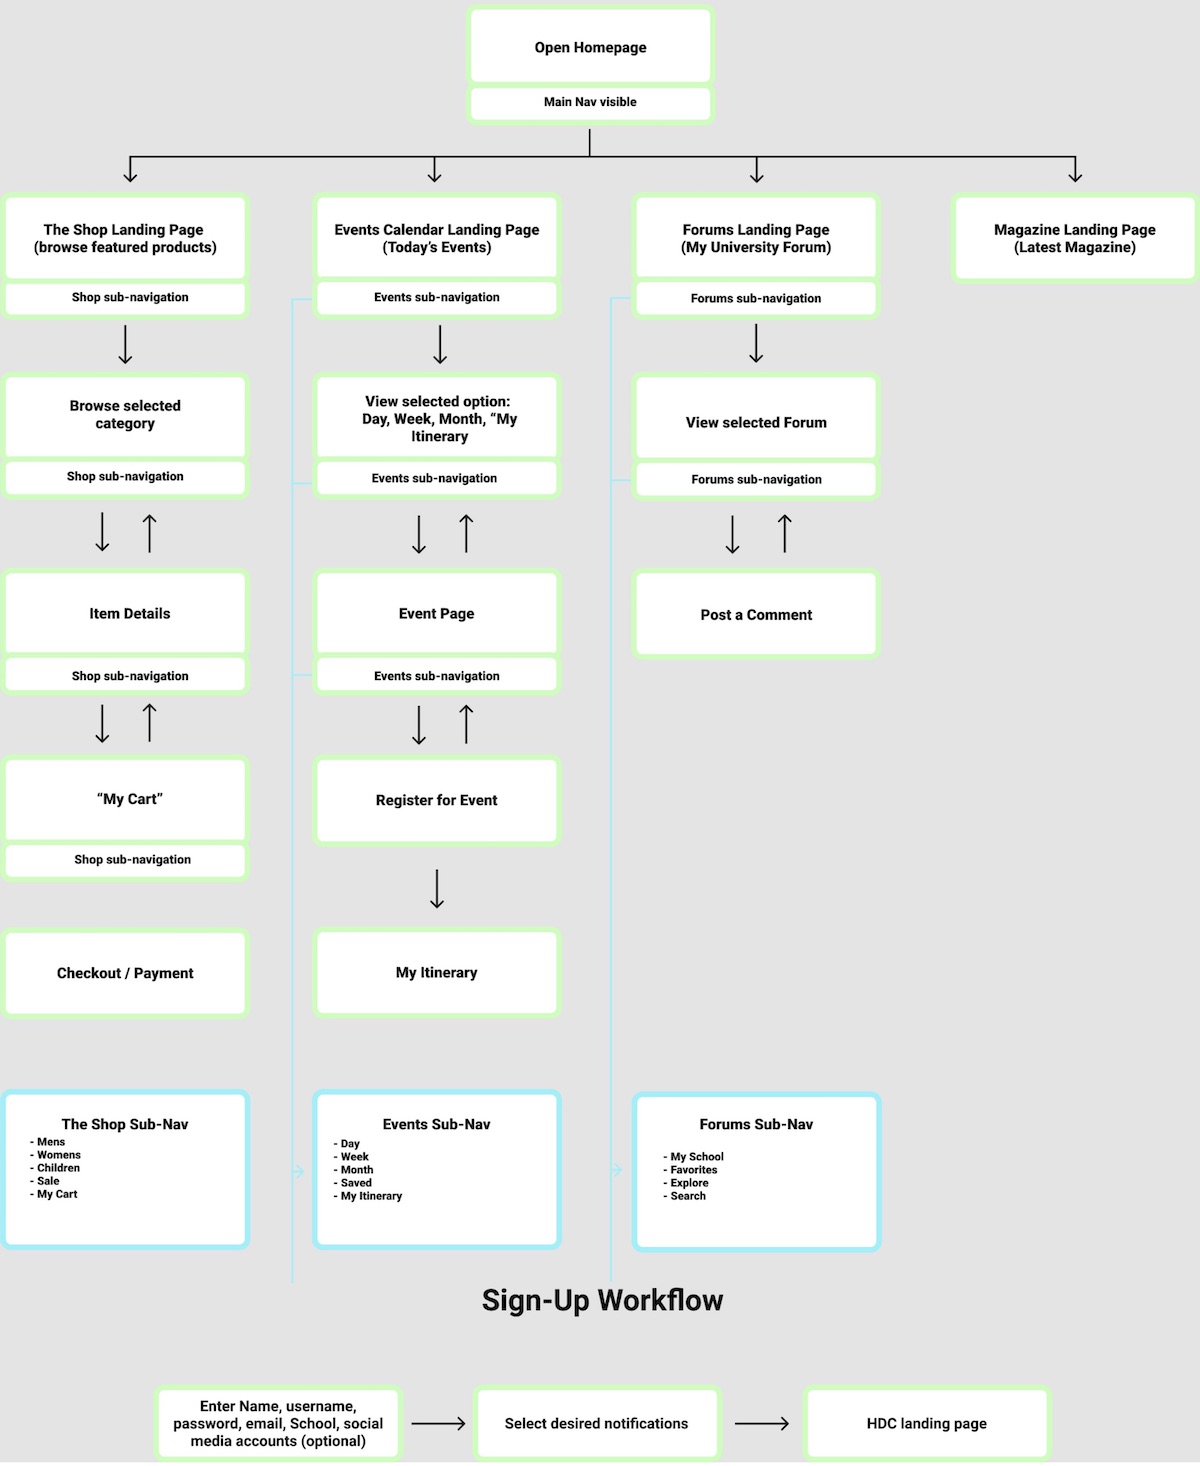 Open Homepage
Main Nav visible
The Shop Landing Page
(browse featured products)
Shop sub-navigation
Events Calendar Landing Page
(Today's Events)
Events sub-navigation
Forums Landing Page
(My University Forum)
Forums sub-navigation
Magazine Landing Page
(Latest Magazine)
Browse selected
category
Shop sub-navigation
View selected option:
Day, Week, Month, “My
Itinerary
Events sub-navigation
View selected Forum
Forums sub-navigation
Item Details
Shop sub-navigation
Event Page
Events sub-navigation
Post a Comment
“My Cart”
Shop sub-navigation
Register for Event
Checkout / Payment
My Itinerary
The Shop Sub-Nav
- Mens
- Womens
- Children
- Sale
- My Cart
Events Sub-Nav
- Day
- Week
- Month
- Saved
- My Itinerary
Forums Sub-Nav
- My School
- Favorites
- Explore
- Search
Sign-Up Workflow
Enter Name, username,
password, email, School, social
media accounts (optional)
Select desired notifications
HDC landing page